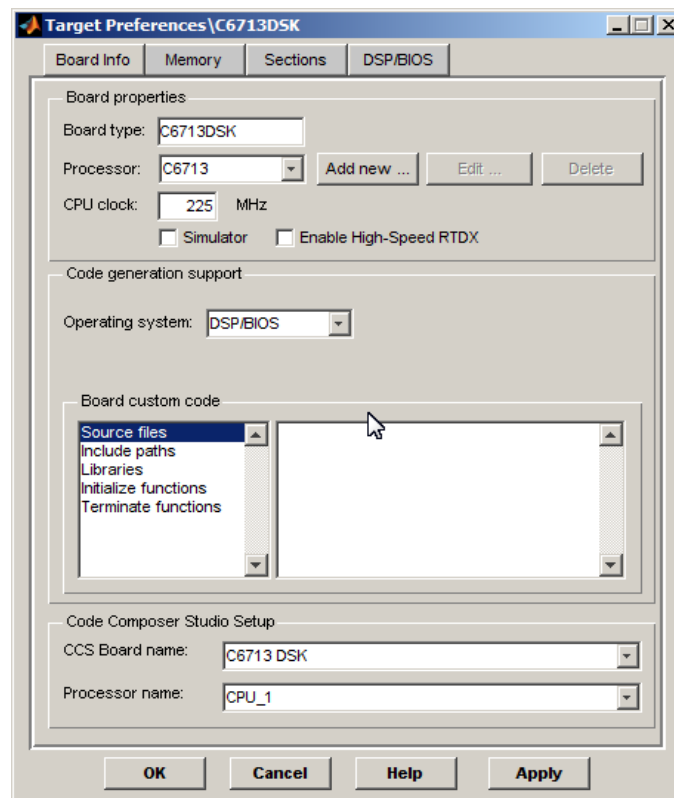 Target Preferences\C6713DSK
Board Info Memory Sections DSP/BIOS
Board properties
Board type: C6713DSK
Processor: C6713 Add new ... Edit ... Delete
CPU clock: 225 MHz
Simulator Enable High-Speed RTDX
Code generation support
Operating system: DSP/BIOS
Board custom code
Source files
Include paths
Libraries
Initialize functions
Terminate functions
Code Composer Studio Setup
CCS Board name: C6713 DSK
Processor name: CPU_1
OK Cancel Help Apply